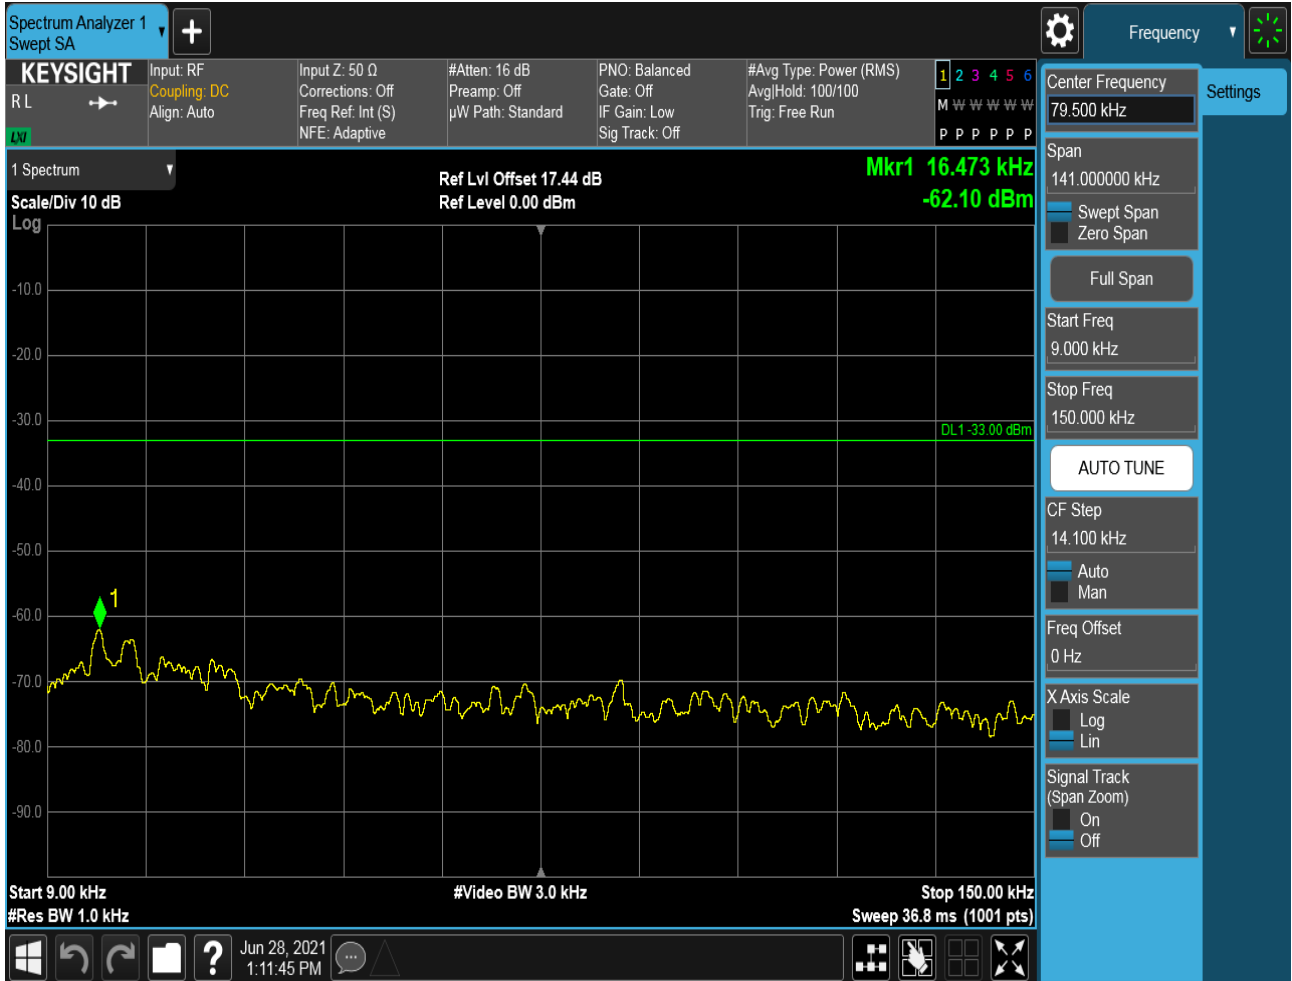 Spectrum Analyzer 1
Swept SA
+
Frequency
KEYSIGHT
R L
LXI
Input: RF
Coupling: DC
Align: Auto
Input Z: 50 Ω
Corrections: Off
Freq Ref: Int (S)
NFE: Adaptive
#Atten: 16 dB
Preamp: Off
µW Path: Standard
PNO: Balanced
Gate: Off
IF Gain: Low
Sig Track: Off
#Avg Type: Power (RMS)
Avg|Hold: 100/100
Trig: Free Run
1 2 3 4 5 6
M W W W W W
P P P P P P
1 Spectrum
Scale/Div 10 dB
Log
Ref Lvl Offset 17.44 dB
Ref Level 0.00 dBm
Mkr1 16.473 kHz
-62.10 dBm
-10.0
-20.0
-30.0
DL1 -33.00 dBm
-40.0
-50.0
1
-60.0
-70.0
-80.0
-90.0
Start 9.00 kHz
#Video BW 3.0 kHz
Stop 150.00 kHz
#Res BW 1.0 kHz
Sweep 36.8 ms (1001 pts)
?
Jun 28, 2021
1:11:45 PM
Center Frequency
79.500 kHz
Settings
Span
141.000000 kHz
Swept Span
Zero Span
Full Span
Start Freq
9.000 kHz
Stop Freq
150.000 kHz
AUTO TUNE
CF Step
14.100 kHz
Auto
Man
Freq Offset
0 Hz
X Axis Scale
Log
Lin
Signal Track
(Span Zoom)
On
Off